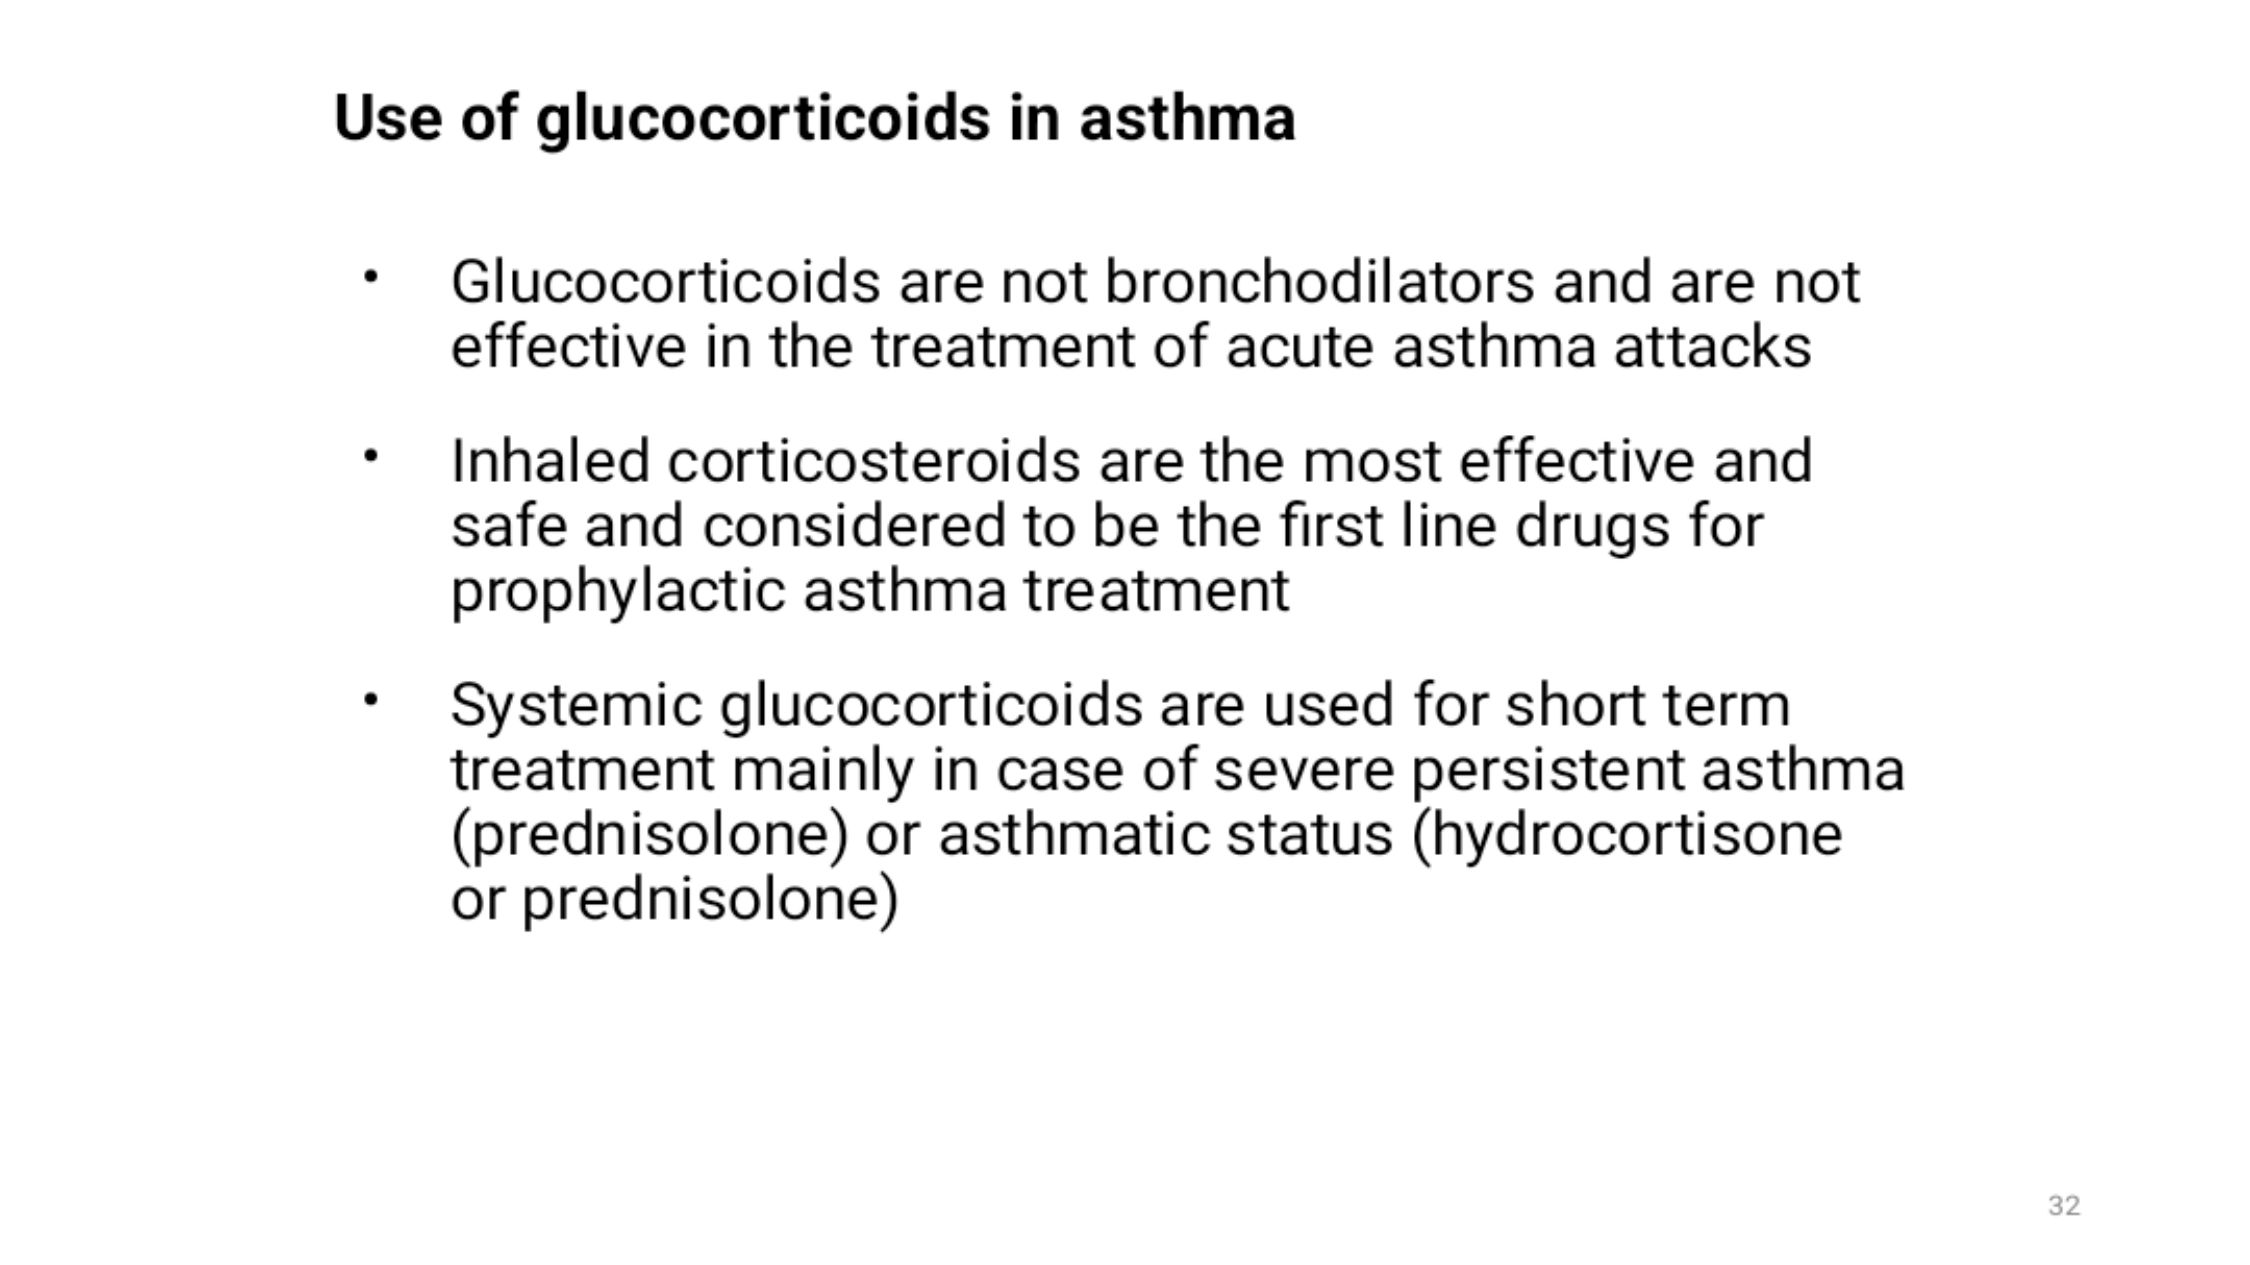 Use of glucocorticoids in asthma
• Glucocorticoids are not bronchodilators and are not
effective in the treatment of acute asthma attacks
• Inhaled corticosteroids are the most effective and
safe and considered to be the first line drugs for
prophylactic asthma treatment
• Systemic glucocorticoids are used for short term
treatment mainly in case of severe persistent asthma
(prednisolone) or asthmatic status (hydrocortisone
or prednisolone)
32